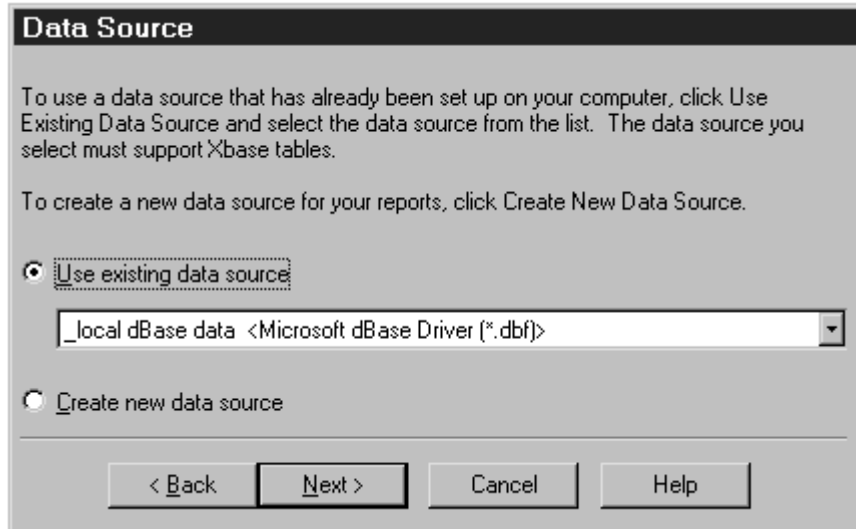 Data Source
To use a data source that has already been set up on your computer, click Use
Existing Data Source and select the data source from the list.  The data source you
select must support Xbase tables.
To create a new data source for your reports, click Create New Data Source.
Use existing data source
_local dBase data  <Microsoft dBase Driver (*.dbf)>
Create new data source
< Back Next > Cancel Help